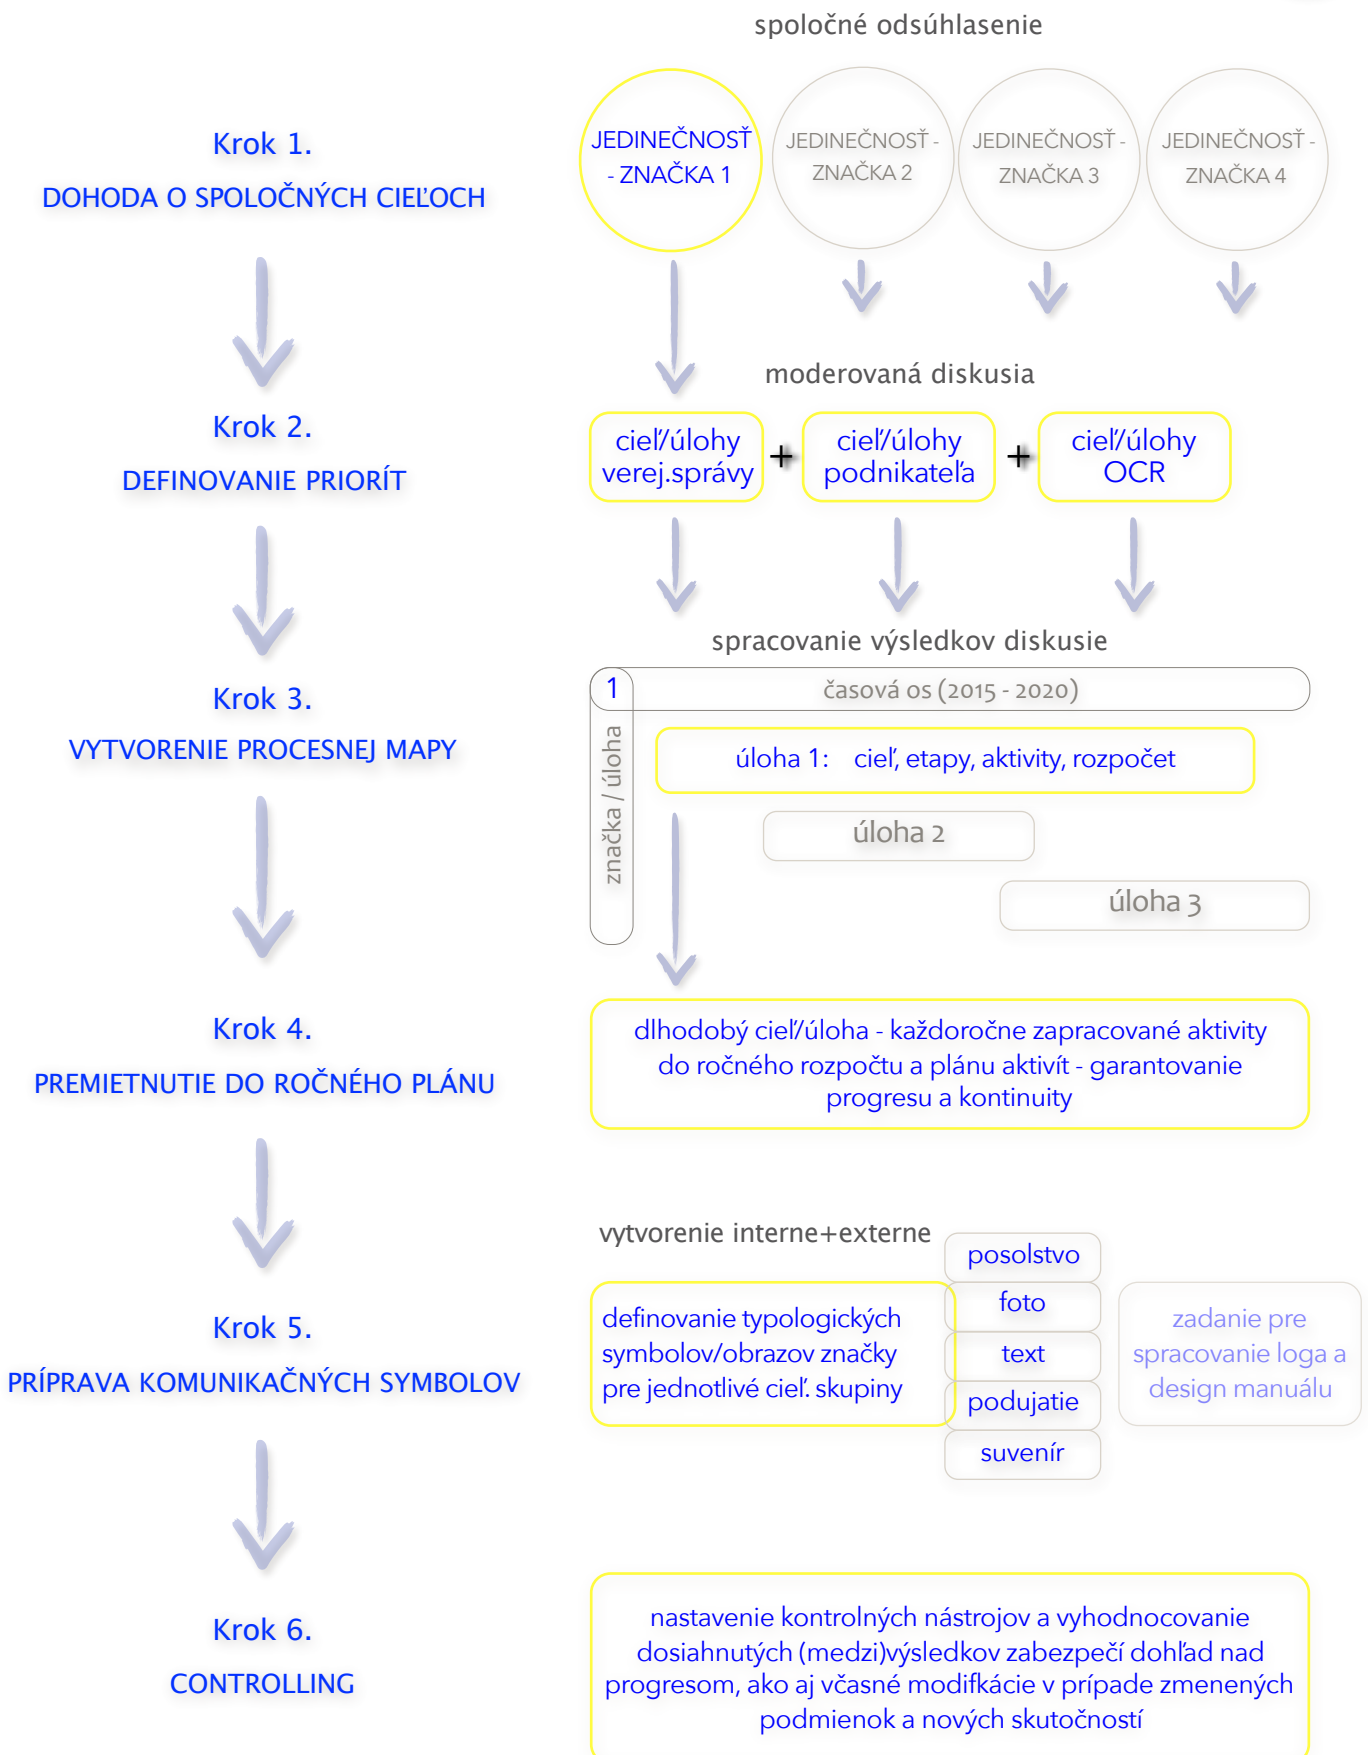 spoločné odsúhlasenie
Krok 1.
DOHODA O SPOLOČNÝCH CIEĽOCH
JEDINEČNOSŤ
- ZNAČKA 1
JEDINEČNOSŤ -
ZNAČKA 2
JEDINEČNOSŤ -
ZNAČKA 3
JEDINEČNOSŤ -
ZNAČKA 4
moderovaná diskusia
Krok 2.
DEFINOVANIE PRIORÍT
cieľ/úlohy
verej.správy
+
cieľ/úlohy
podnikateľa
+
cieľ/úlohy
OCR
spracovanie výsledkov diskusie
Krok 3.
VYTVORENIE PROCESNEJ MAPY
1
časová os (2015 - 2020)
značka / úloha
úloha 1: cieľ, etapy, aktivity, rozpočet
úloha 2
úloha 3
Krok 4.
PREMIETNUTIE DO ROČNÉHO PLÁNU
dlhodobý cieľ/úloha - každoročne zapracované aktivity
do ročného rozpočtu a plánu aktivít - garantovanie
progresu a kontinuity
vytvorenie interne+externe
Krok 5.
PRÍPRAVA KOMUNIKAČNÝCH SYMBOLOV
definovanie typologických
symbolov/obrazov značky
pre jednotlivé cieľ. skupiny
posolstvo
foto
text
podujatie
suvenír
zadanie pre
spracovanie loga a
design manuálu
Krok 6.
CONTROLLING
nastavenie kontrolných nástrojov a vyhodnocovanie
dosiahnutých (medzi)výsledkov zabezpečí dohľad nad
progresom, ako aj včasné modifkácie v prípade zmenených
podmienok a nových skutočností